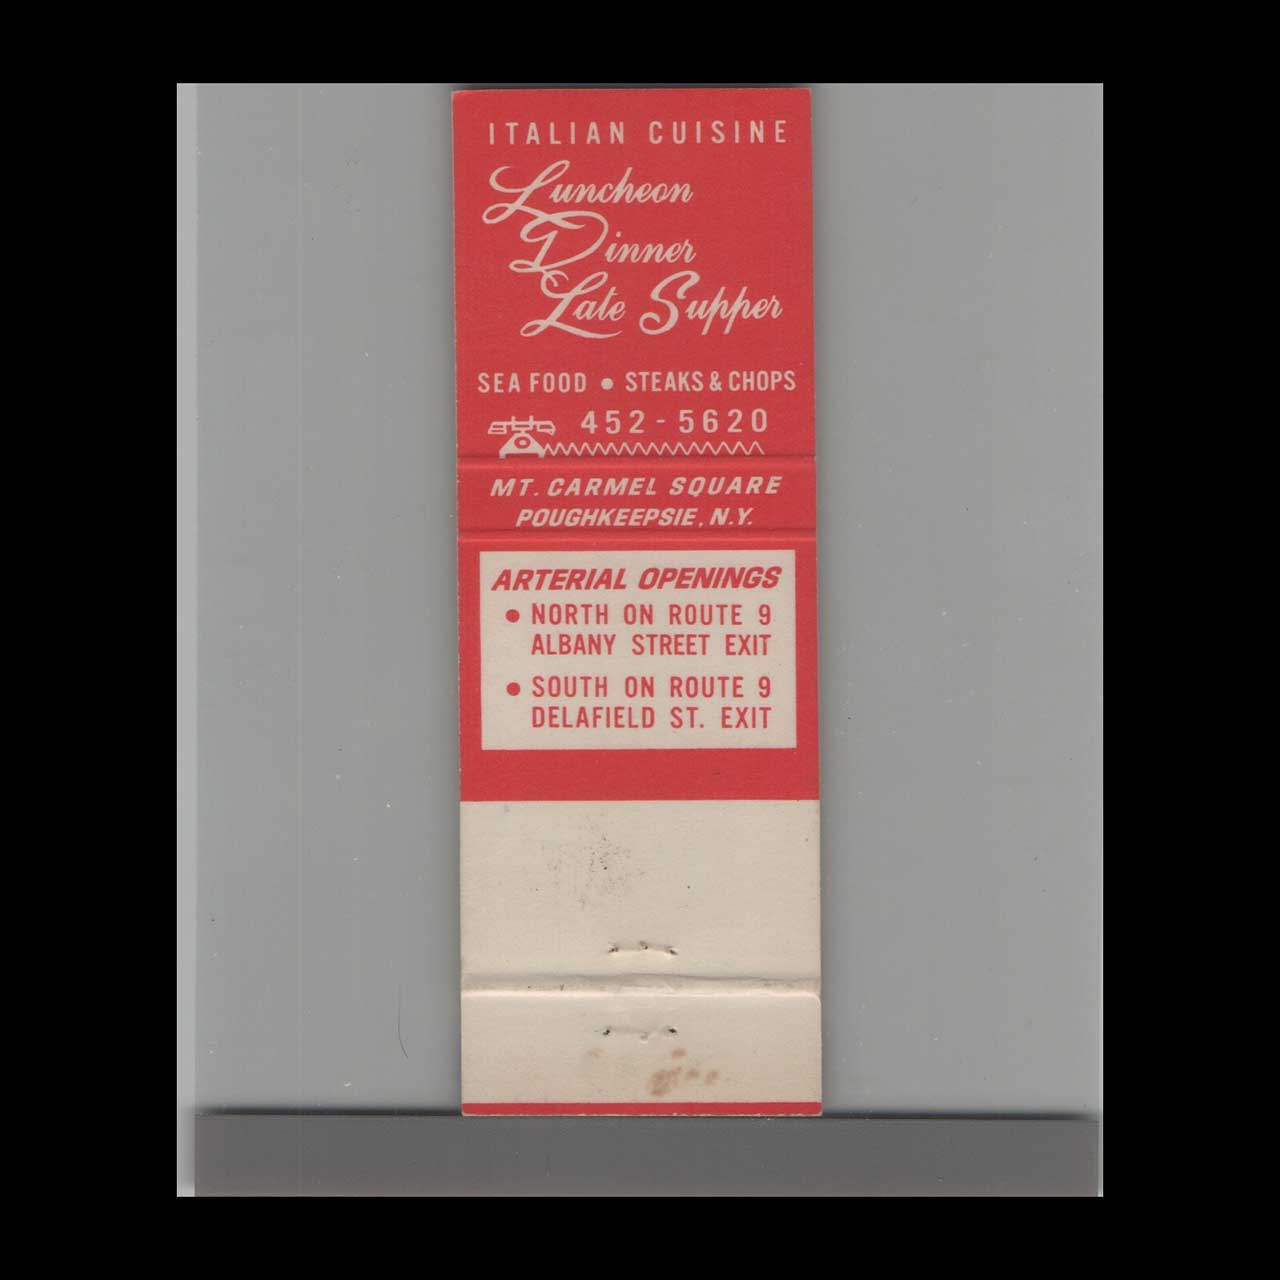 ITALIAN CUISINE
Luncheon
Dinner
Late Supper
SEA FOOD • STEAKS & CHOPS
452-5620
MT. CARMEL SQUARE
POUGHKEEPSIE, N.Y.
ARTERIAL OPENINGS
• NORTH ON ROUTE 9
ALBANY STREET EXIT
• SOUTH ON ROUTE 9
DELAFIELD ST. EXIT